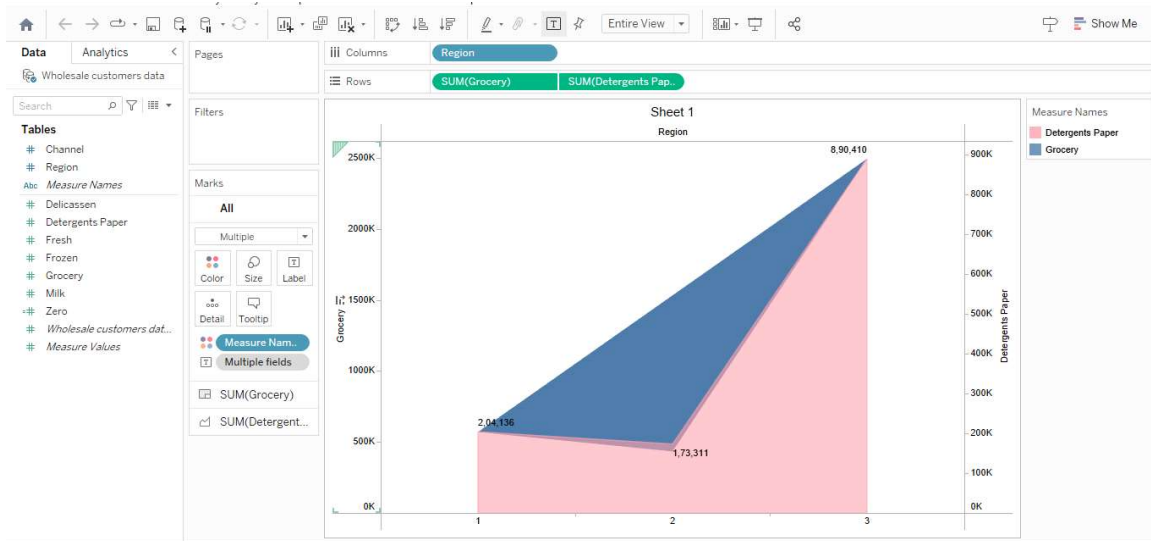 Entire View
Show Me
Data
Analytics
Wholesale customers data
Search
Tables
# Channel
# Region
Abc Measure Names
# Delicassen
# Detergents Paper
# Fresh
# Frozen
# Grocery
# Milk
=# Zero
# Wholesale customers dat...
# Measure Values
Pages
Filters
Marks
All
Multiple
Color
Size
Label
Detail
Tooltip
Measure Nam..
Multiple fields
SUM(Grocery)
SUM(Detergent...
Columns
Region
Rows
SUM(Grocery)
SUM(Detergents Pap..
Sheet 1
Region
2500K
2000K
1500K
1000K
500K
0K
Grocery
8,90,410
2,04,136
1,73,311
1
2
3
900K
800K
700K
600K
500K
400K
300K
200K
100K
0K
Detergents Paper
Measure Names
Detergents Paper
Grocery